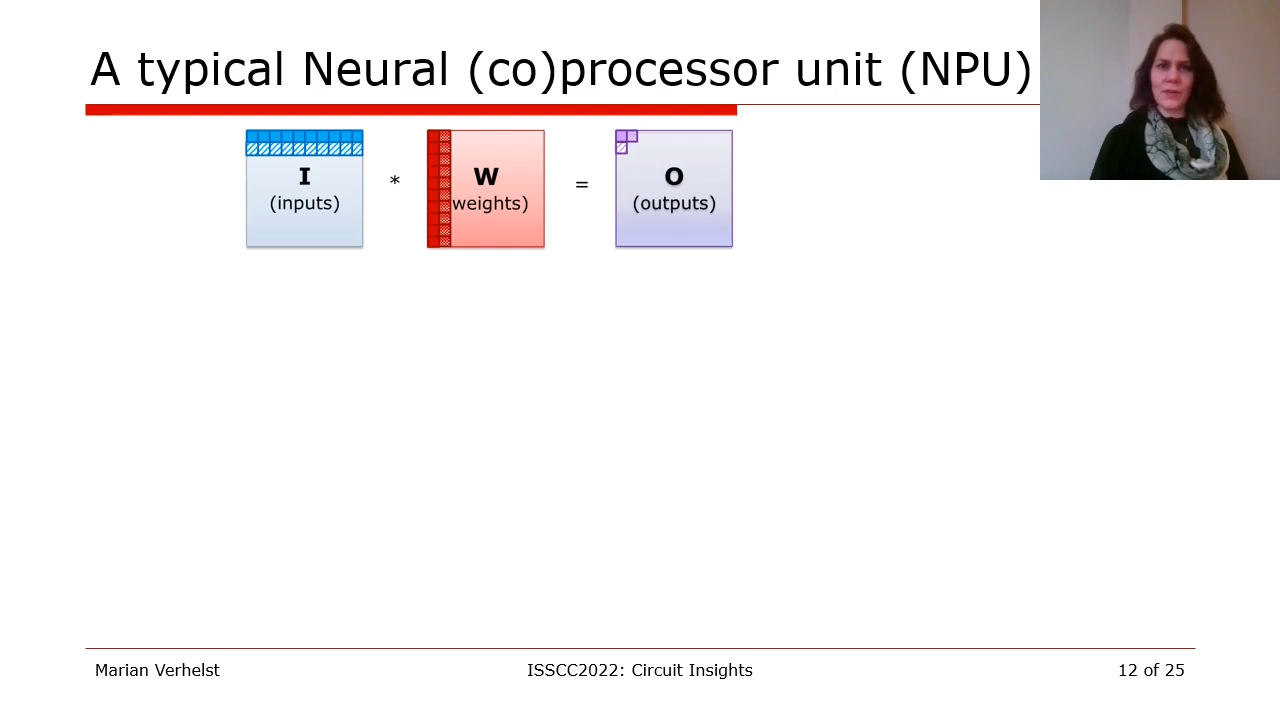 A typical Neural (co)processor unit (NPU)
I * W = O
(inputs) weights) (outputs)
Marian Verhelst ISSCC2022: Circuit Insights 12 of 25